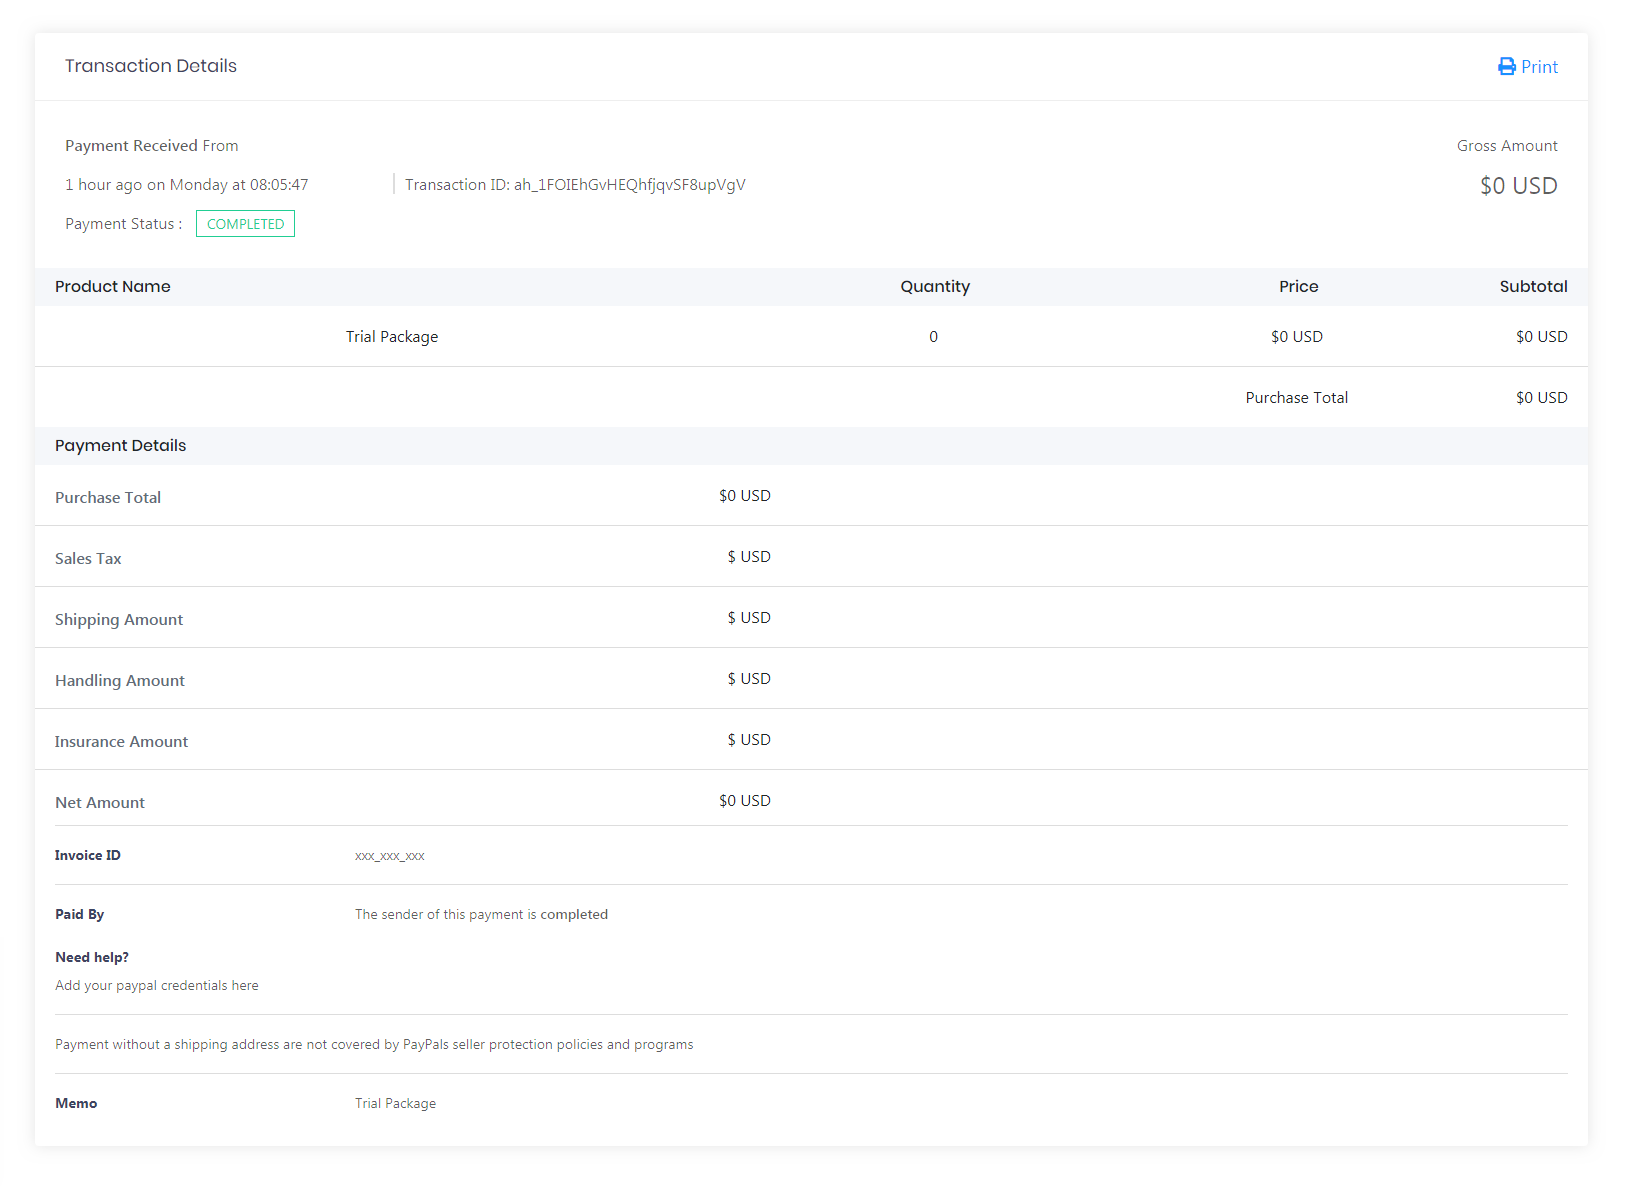 Transaction Details
Print
Payment Received From
Gross Amount
1 hour ago on Monday at 08:05:47
Transaction ID: ah_1FOIEhGvHEQhfjqvSF8upVgV
$0 USD
Payment Status :
COMPLETED
Product Name Quantity Price Subtotal
Trial Package 0 $0 USD $0 USD
Purchase Total $0 USD
Payment Details
Purchase Total $0 USD
Sales Tax $ USD
Shipping Amount $ USD
Handling Amount $ USD
Insurance Amount $ USD
Net Amount $0 USD
Invoice ID xxx_xxx_xxx
Paid By The sender of this payment is completed
Need help?
Add your paypal credentials here
Payment without a shipping address are not covered by PayPals seller protection policies and programs
Memo Trial Package